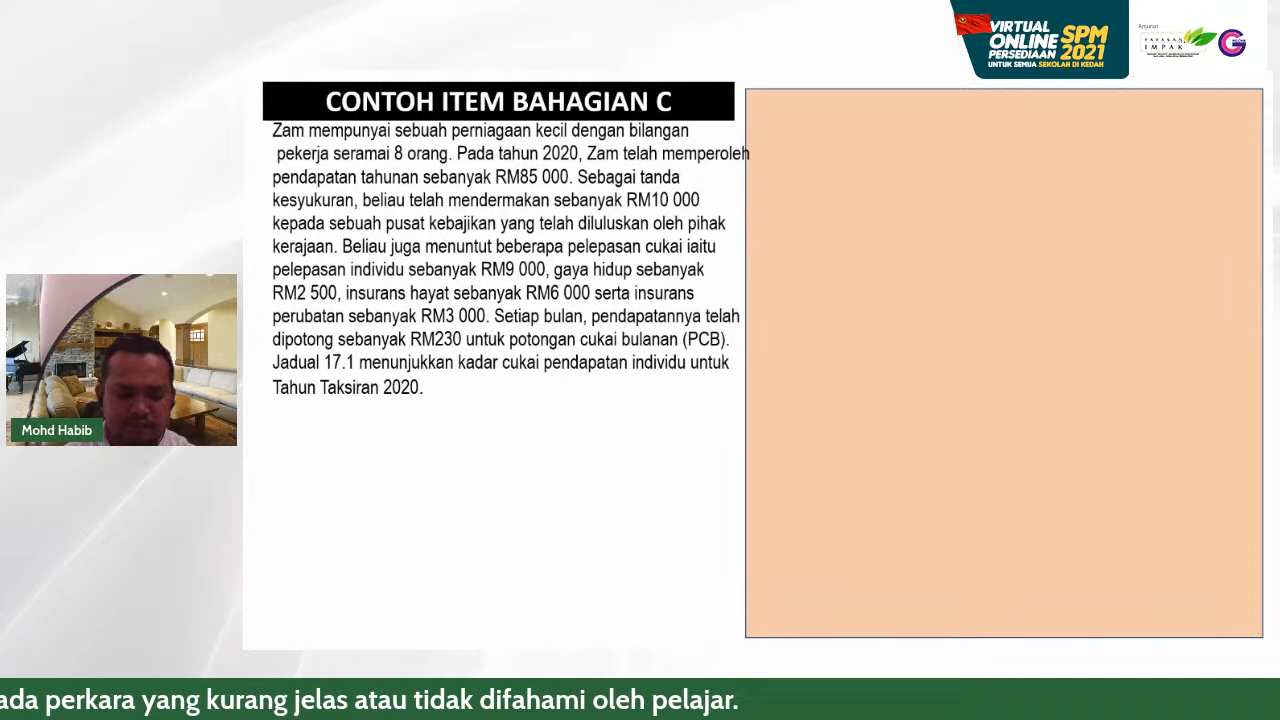 VIRTUAL
ONLINE
PERSEDIAAN
SPM
2021
UNTUK SEMUA SEKOLAH DI KEDAH
Anjuran
YAYASAN
IMPAK
CONTOH ITEM BAHAGIAN C
Zam mempunyai sebuah perniagaan kecil dengan bilangan
pekerja seramai 8 orang. Pada tahun 2020, Zam telah memperoleh
pendapatan tahunan sebanyak RM85 000. Sebagai tanda
kesyukuran, beliau telah mendermakan sebanyak RM10 000
kepada sebuah pusat kebajikan yang telah diluluskan oleh pihak
kerajaan. Beliau juga menuntut beberapa pelepasan cukai iaitu
pelepasan individu sebanyak RM9 000, gaya hidup sebanyak
RM2 500, insurans hayat sebanyak RM6 000 serta insurans
perubatan sebanyak RM3 000. Setiap bulan, pendapatannya telah
dipotong sebanyak RM230 untuk potongan cukai bulanan (PCB).
Jadual 17.1 menunjukkan kadar cukai pendapatan individu untuk
Tahun Taksiran 2020.
Mohd Habib
ada perkara yang kurang jelas atau tidak difahami oleh pelajar.